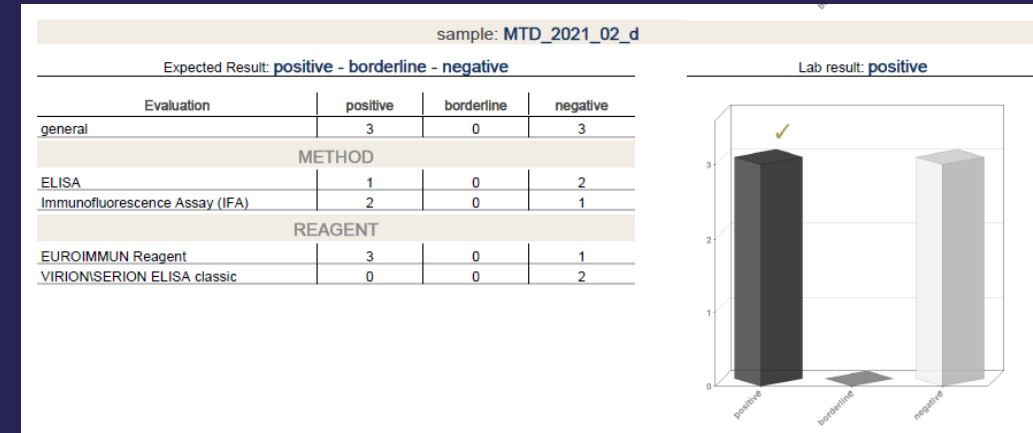 sample: MTD_2021_02_d
Expected Result: positive - borderline - negative
Evaluation positive borderline negative
general 3 0 3
METHOD
ELISA 1 0 2
Immunofluorescence Assay (IFA) 2 0 1
REAGENT
EUROIMMUN Reagent 3 0 1
VIRION\SERION ELISA classic 0 0 2
Lab result: positive
✓
3
2
1
0
positive borderline negative